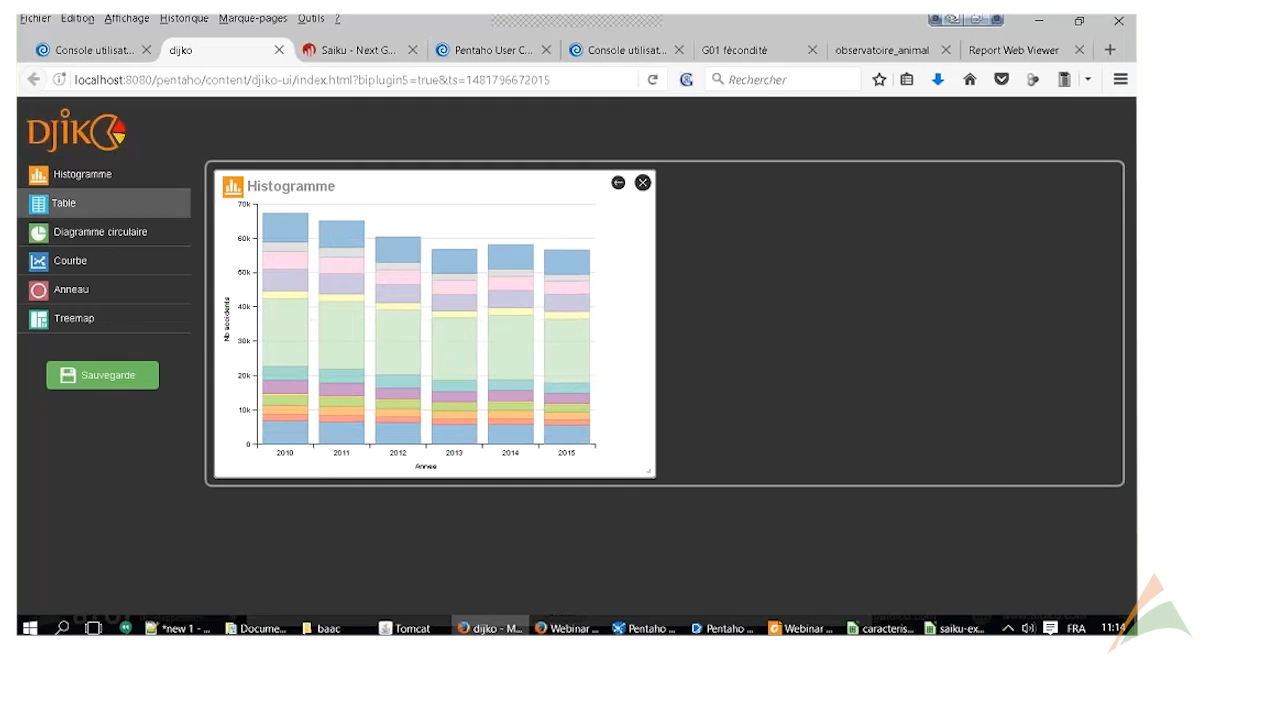 Fichier Edition Affichage Historique Marque-pages Outils ?
Console utilisat... dijko Saiku - Next G... Pentaho User C... Console utilisat... G01 fécondité observatoire_animal Report Web Viewer
localhost:8080/pentaho/content/djiko-ui/index.html?biplugin5=true&ts=1481796672015 Rechercher
DJIKO
Histogramme
Table
Diagramme circulaire
Courbe
Anneau
Treemap
Sauvegarde
Histogramme
70k
60k
50k
40k
30k
20k
10k
0
Nb accidents
2010 2011 2012 2013 2014 2015
Annee
*new 1 - ... Docume... baac Tomcat dijko - M... Webinar ... Pentaho ... Pentaho ... Webinar ... caracteris... saiku-ex... FRA 11:14